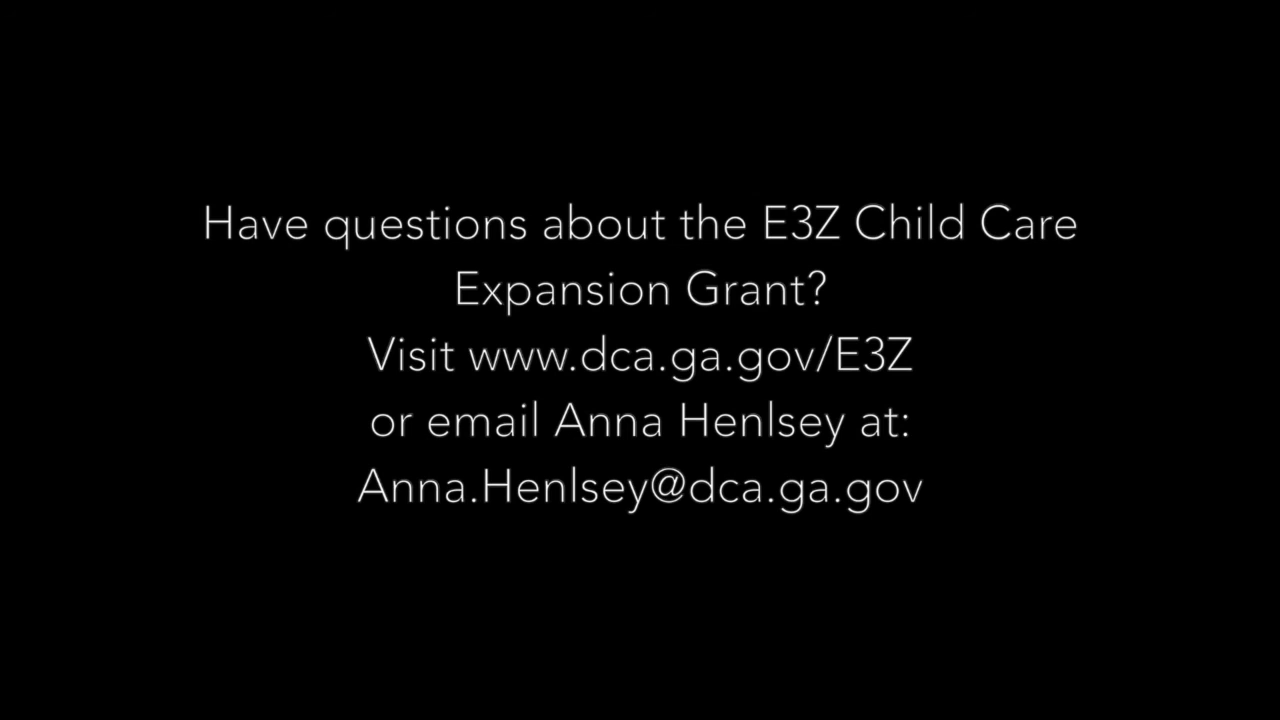 Have questions about the E3Z Child Care
Expansion Grant?
Visit www.dca.ga.gov/E3Z
or email Anna Henlsey at:
Anna.Henlsey@dca.ga.gov